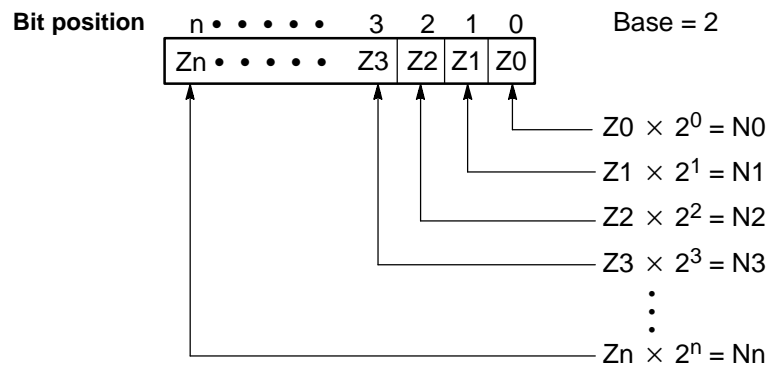 Bit position n • • • • • 3 2 1 0 Base = 2
Zn • • • • • Z3 Z2 Z1 Z0
Z0 × 2⁰ = N0
Z1 × 2¹ = N1
Z2 × 2² = N2
Z3 × 2³ = N3
•
•
•
Zn × 2ⁿ = Nn